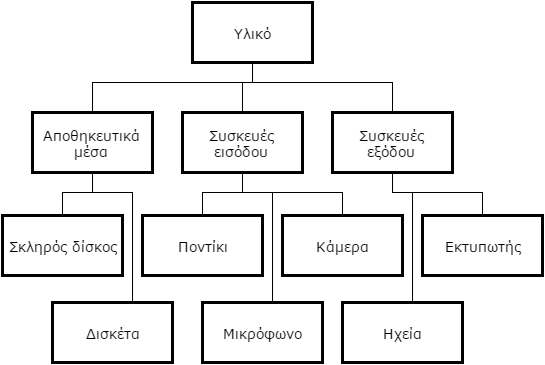 Υλικό
Αποθηκευτικά
μέσα
Συσκευές
εισόδου
Συσκευές
εξόδου
Σκληρός δίσκος
Ποντίκι
Κάμερα
Εκτυπωτής
Δισκέτα
Μικρόφωνο
Ηχεία